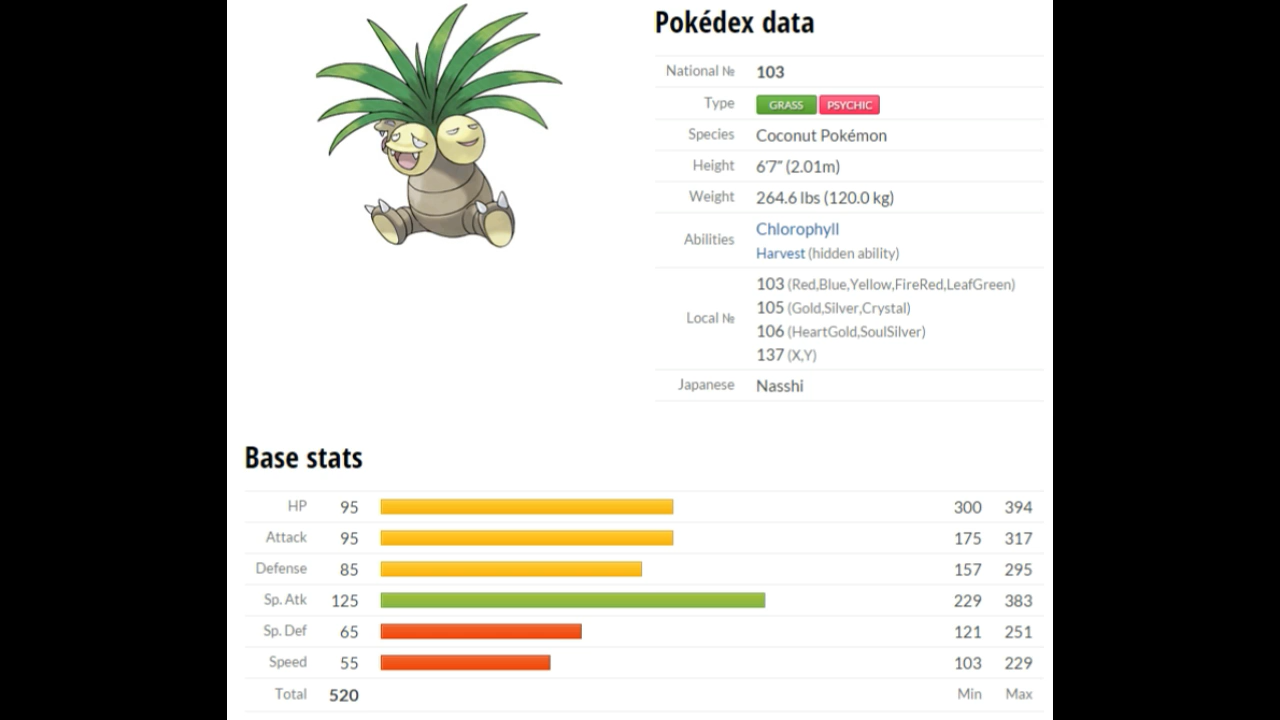 Pokédex data
National № 103
Type GRASS PSYCHIC
Species Coconut Pokémon
Height 6'7" (2.01m)
Weight 264.6 lbs (120.0 kg)
Abilities Chlorophyll
Harvest (hidden ability)
Local № 103 (Red,Blue,Yellow,FireRed,LeafGreen)
105 (Gold,Silver,Crystal)
106 (HeartGold,SoulSilver)
137 (X,Y)
Japanese Nasshi
Base stats
HP 95 300 394
Attack 95 175 317
Defense 85 157 295
Sp. Atk 125 229 383
Sp. Def 65 121 251
Speed 55 103 229
Total 520 Min Max